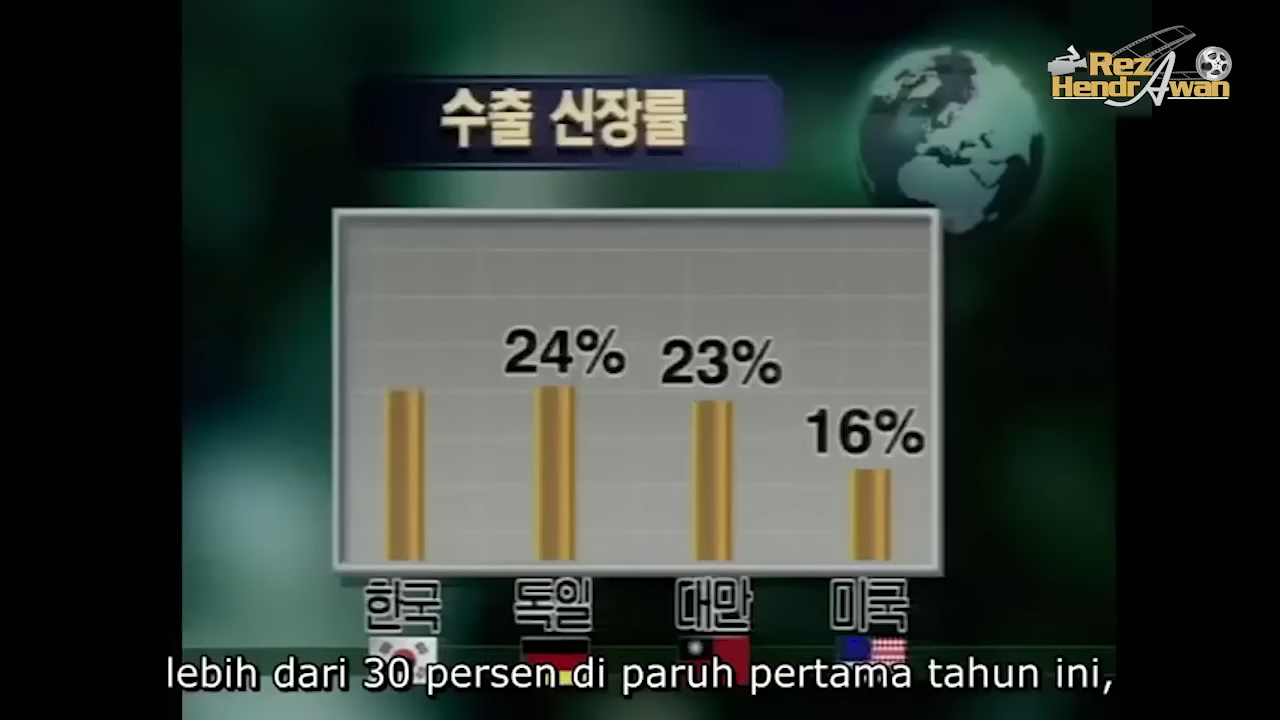 Rez
HendrAwan
수출 신장률
24%
23%
16%
한국
독일
대만
미국
lebih dari 30 persen di paruh pertama tahun ini,